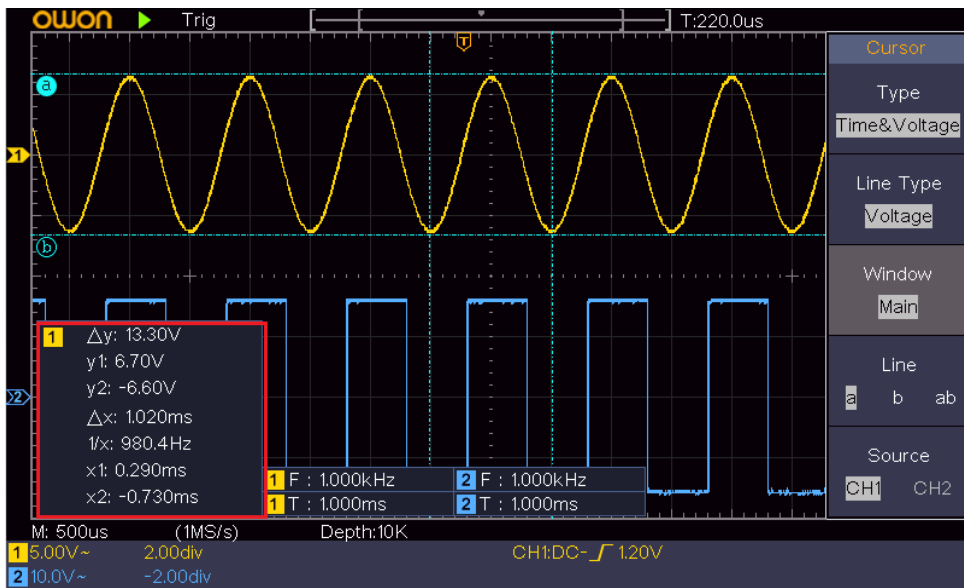 owon Trig T:220.0us
T
Cursor
a
Type
Time&Voltage
1
Line Type
Voltage
b
Window
Main
1 △y: 13.30V
y1: 6.70V
y2: -6.60V
△x: 1.020ms
1/x: 980.4Hz
x1: 0.290ms
x2: -0.730ms
2
Line
a b ab
Source
CH1 CH2
1 F : 1.000kHz 2 F : 1.000kHz
1 T : 1.000ms 2 T : 1.000ms
M: 500us (1MS/s) Depth:10K
1 5.00V~ 2.00div CH1:DC- 1.20V
2 10.0V~ -2.00div